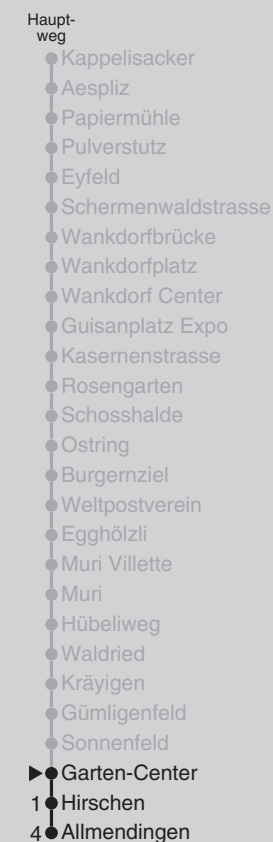 Haupt-
weg
Kappelisacker
Aespliz
Papiermühle
Pulverstutz
Eyfeld
Schermenwaldstrasse
Wankdorfbrücke
Wankdorfplatz
Wankdorf Center
Guisanplatz Expo
Kasernenstrasse
Rosengarten
Schosshalde
Ostring
Burgernziel
Weltpostverein
Egghölzli
Muri Villette
Muri
Hübeliweg
Waldried
Kräyigen
Gümligenfeld
Sonnenfeld
Garten-Center
1 Hirschen
4 Allmendingen